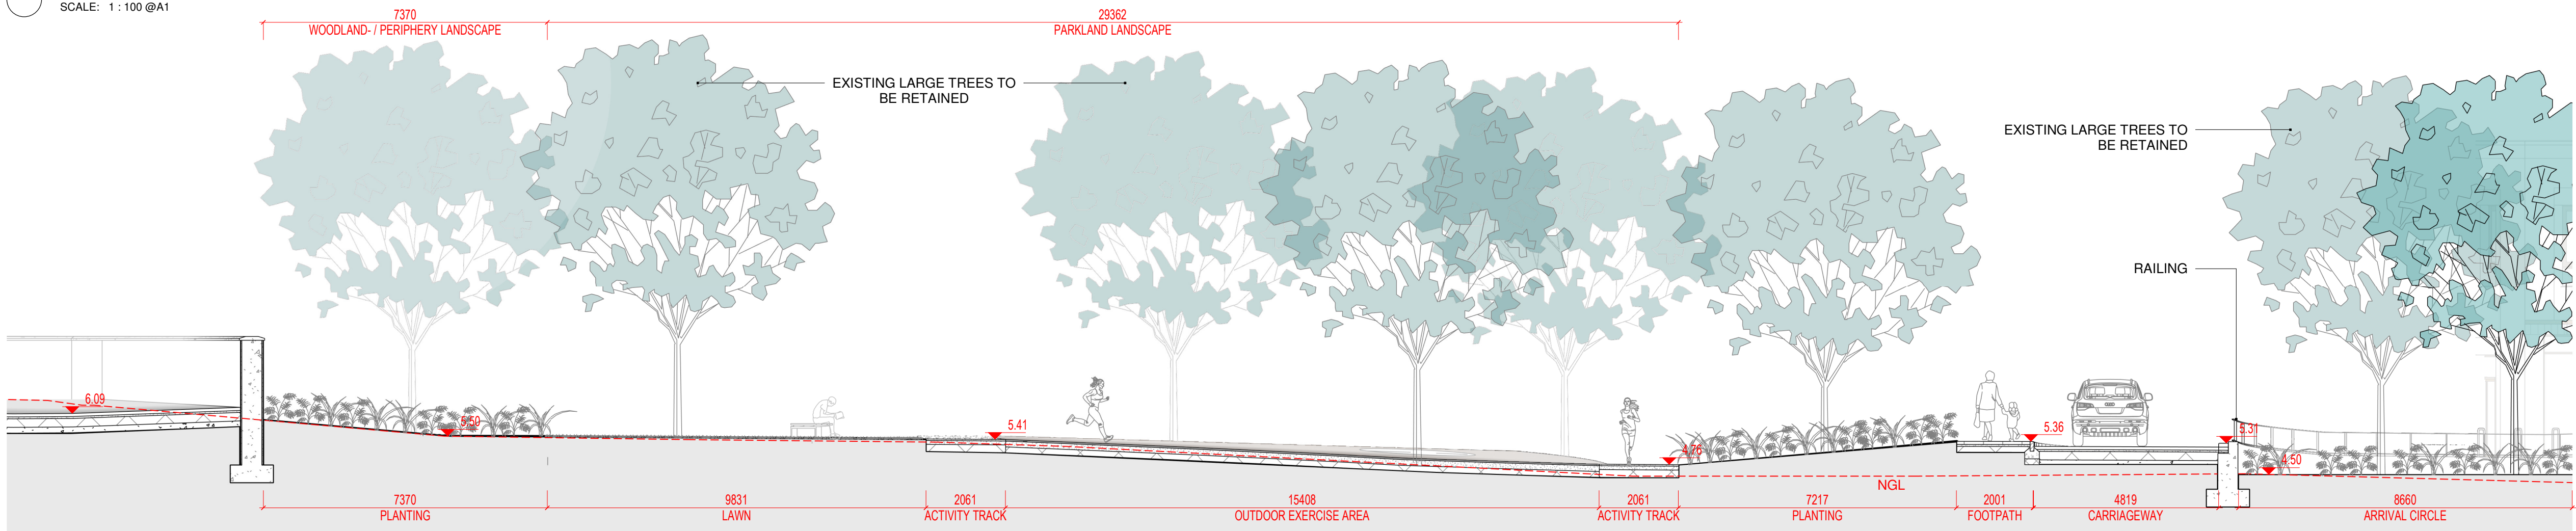 SCALE: 1 : 100 @A1
7370
29362
WOODLAND- / PERIPHERY LANDSCAPE
PARKLAND LANDSCAPE
EXISTING LARGE TREES TO
BE RETAINED
EXISTING LARGE TREES TO
BE RETAINED
RAILING
6.09
5.50
5.41
4.76
5.36
5.31
4.50
NGL
7370
9831
2061
15408
2061
7217
2001
4819
8660
PLANTING
LAWN
ACTIVITY TRACK
OUTDOOR EXERCISE AREA
ACTIVITY TRACK
PLANTING
FOOTPATH
CARRIAGEWAY
ARRIVAL CIRCLE